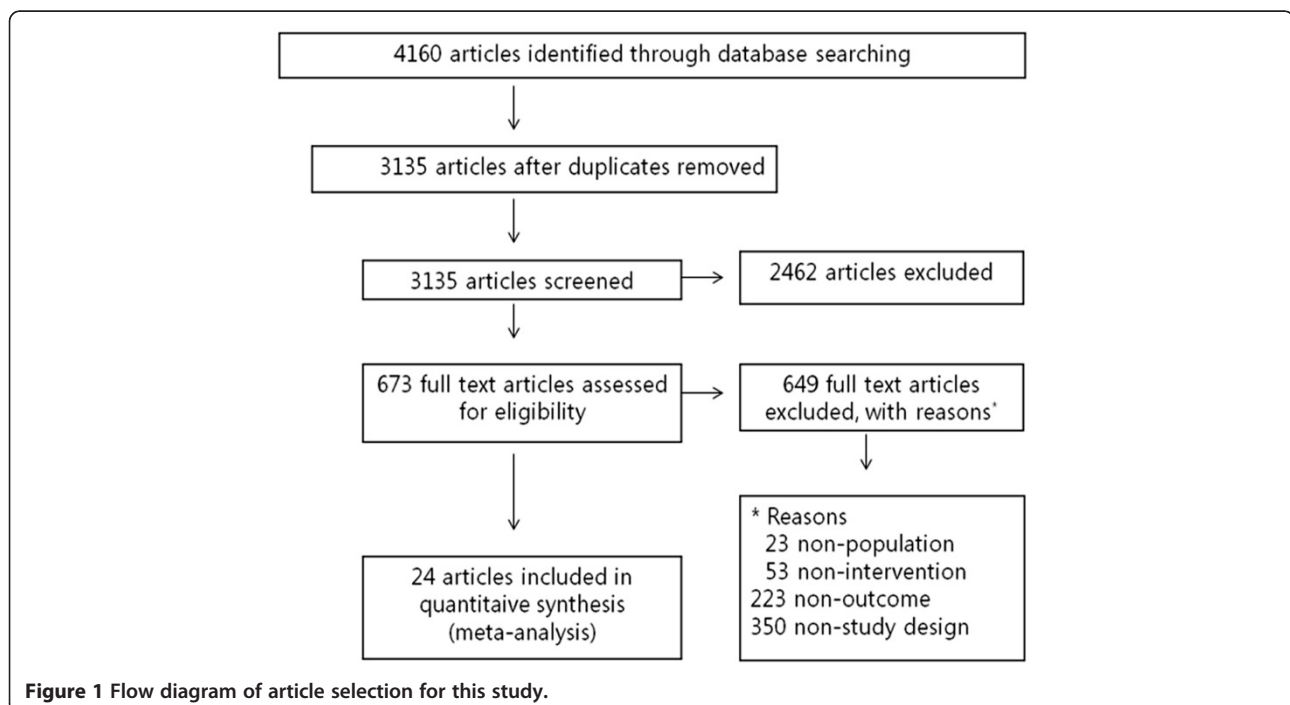 4160 articles identified through database searching
3135 articles after duplicates removed
3135 articles screened
2462 articles excluded
673 full text articles assessed
for eligibility
649 full text articles
excluded, with reasons*
* Reasons
23 non-population
53 non-intervention
223 non-outcome
350 non-study design
24 articles included in
quantitaive synthesis
(meta-analysis)
Figure 1 Flow diagram of article selection for this study.